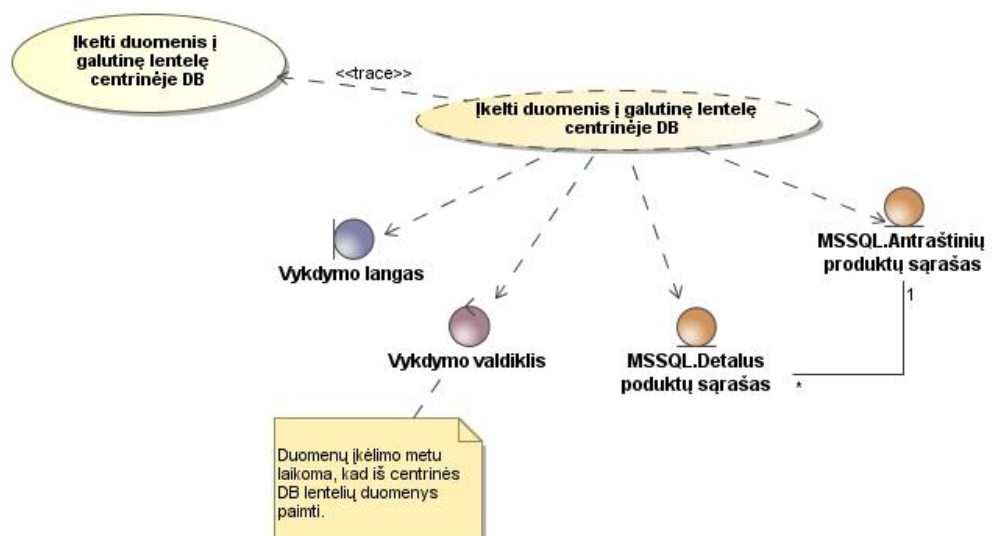 Įkelti duomenis į
galutinę lentelę
centrinėje DB
<<trace>>
Įkelti duomenis į galutinę lentelę
centrinėje DB
MSSQL.Antraštinių
produktų sąrašas
Vykdymo langas
1
Vykdymo valdiklis
MSSQL.Detalus
poduktų sąrašas
*
Duomenų įkėlimo metu
laikoma, kad iš centrinės
DB lentelių duomenys
paimti.